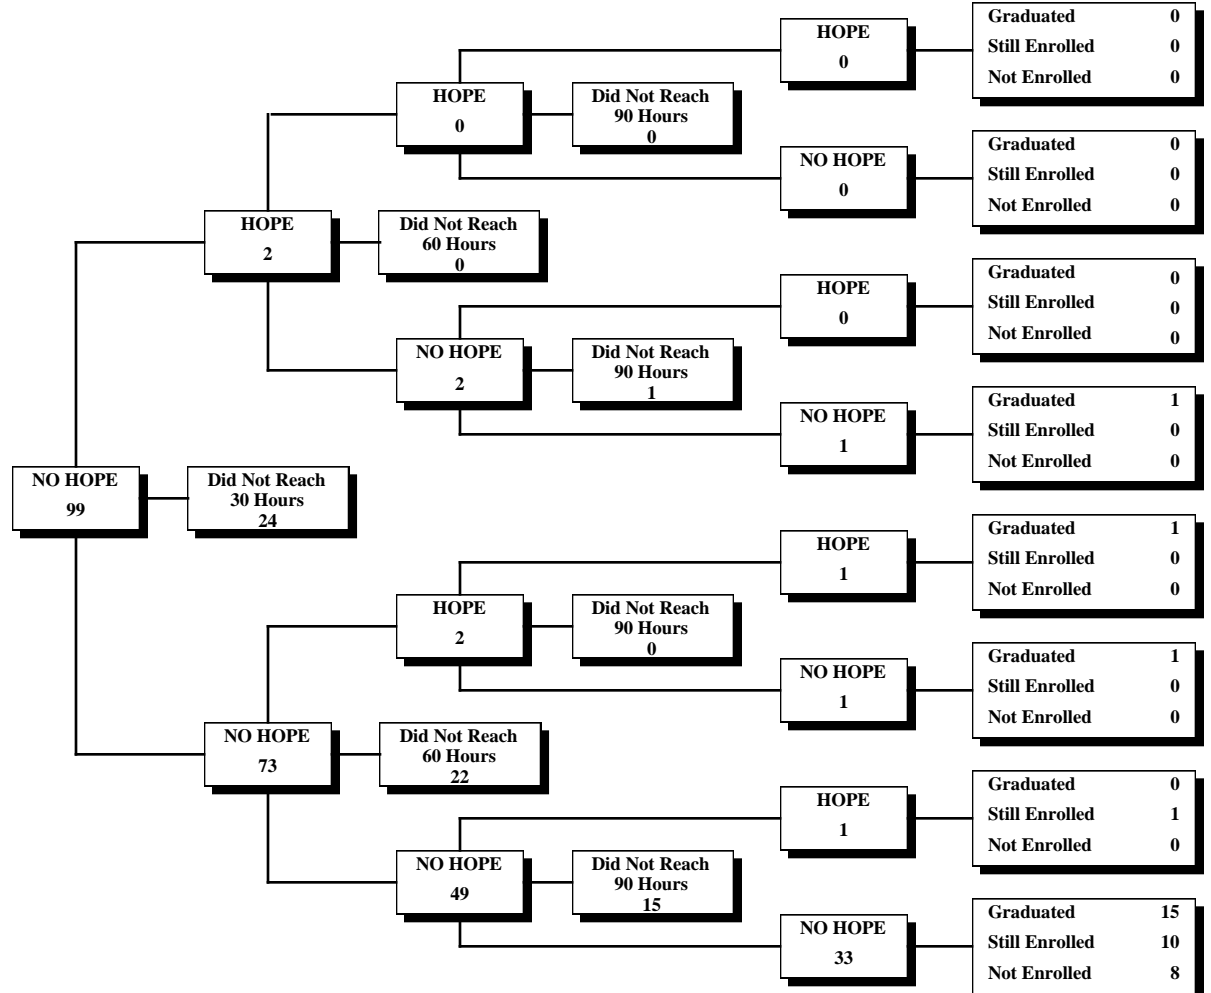 HOPE
0
Graduated 0
Still Enrolled 0
Not Enrolled 0
HOPE
0
Did Not Reach
90 Hours
0
NO HOPE
0
Graduated 0
Still Enrolled 0
Not Enrolled 0
HOPE
2
Did Not Reach
60 Hours
0
HOPE
0
Graduated 0
Still Enrolled 0
Not Enrolled 0
NO HOPE
2
Did Not Reach
90 Hours
1
NO HOPE
1
Graduated 1
Still Enrolled 0
Not Enrolled 0
NO HOPE
99
Did Not Reach
30 Hours
24
HOPE
1
Graduated 1
Still Enrolled 0
Not Enrolled 0
HOPE
2
Did Not Reach
90 Hours
0
NO HOPE
1
Graduated 1
Still Enrolled 0
Not Enrolled 0
NO HOPE
73
Did Not Reach
60 Hours
22
HOPE
1
Graduated 0
Still Enrolled 1
Not Enrolled 0
NO HOPE
49
Did Not Reach
90 Hours
15
NO HOPE
33
Graduated 15
Still Enrolled 10
Not Enrolled 8